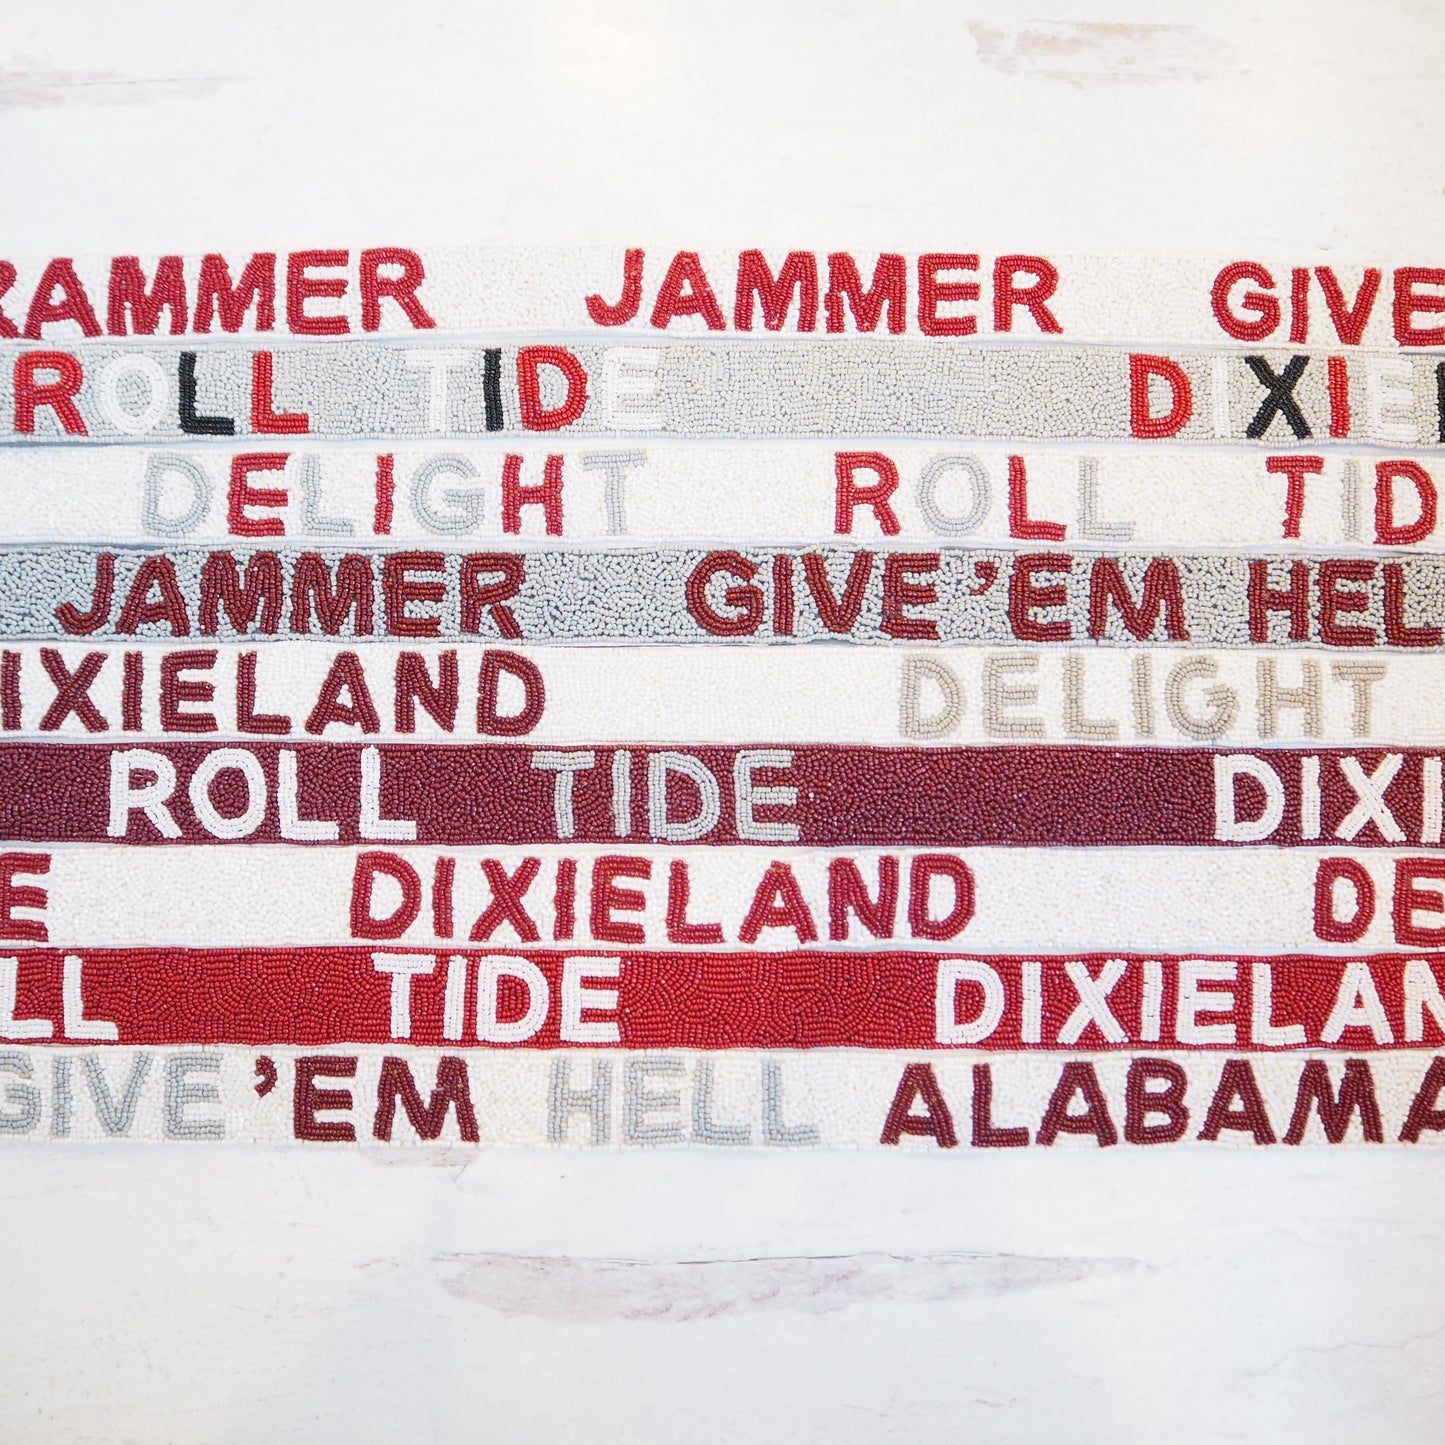 RAMMER JAMMER GIVE
ROLL TIDE DIXIE
DELIGHT ROLL TID
JAMMER GIVE 'EM HEL
IXIELAND DELIGHT
ROLL TIDE DIXI
E DIXIELAND DE
LL TIDE DIXIELAN
GIVE 'EM HELL ALABAMA